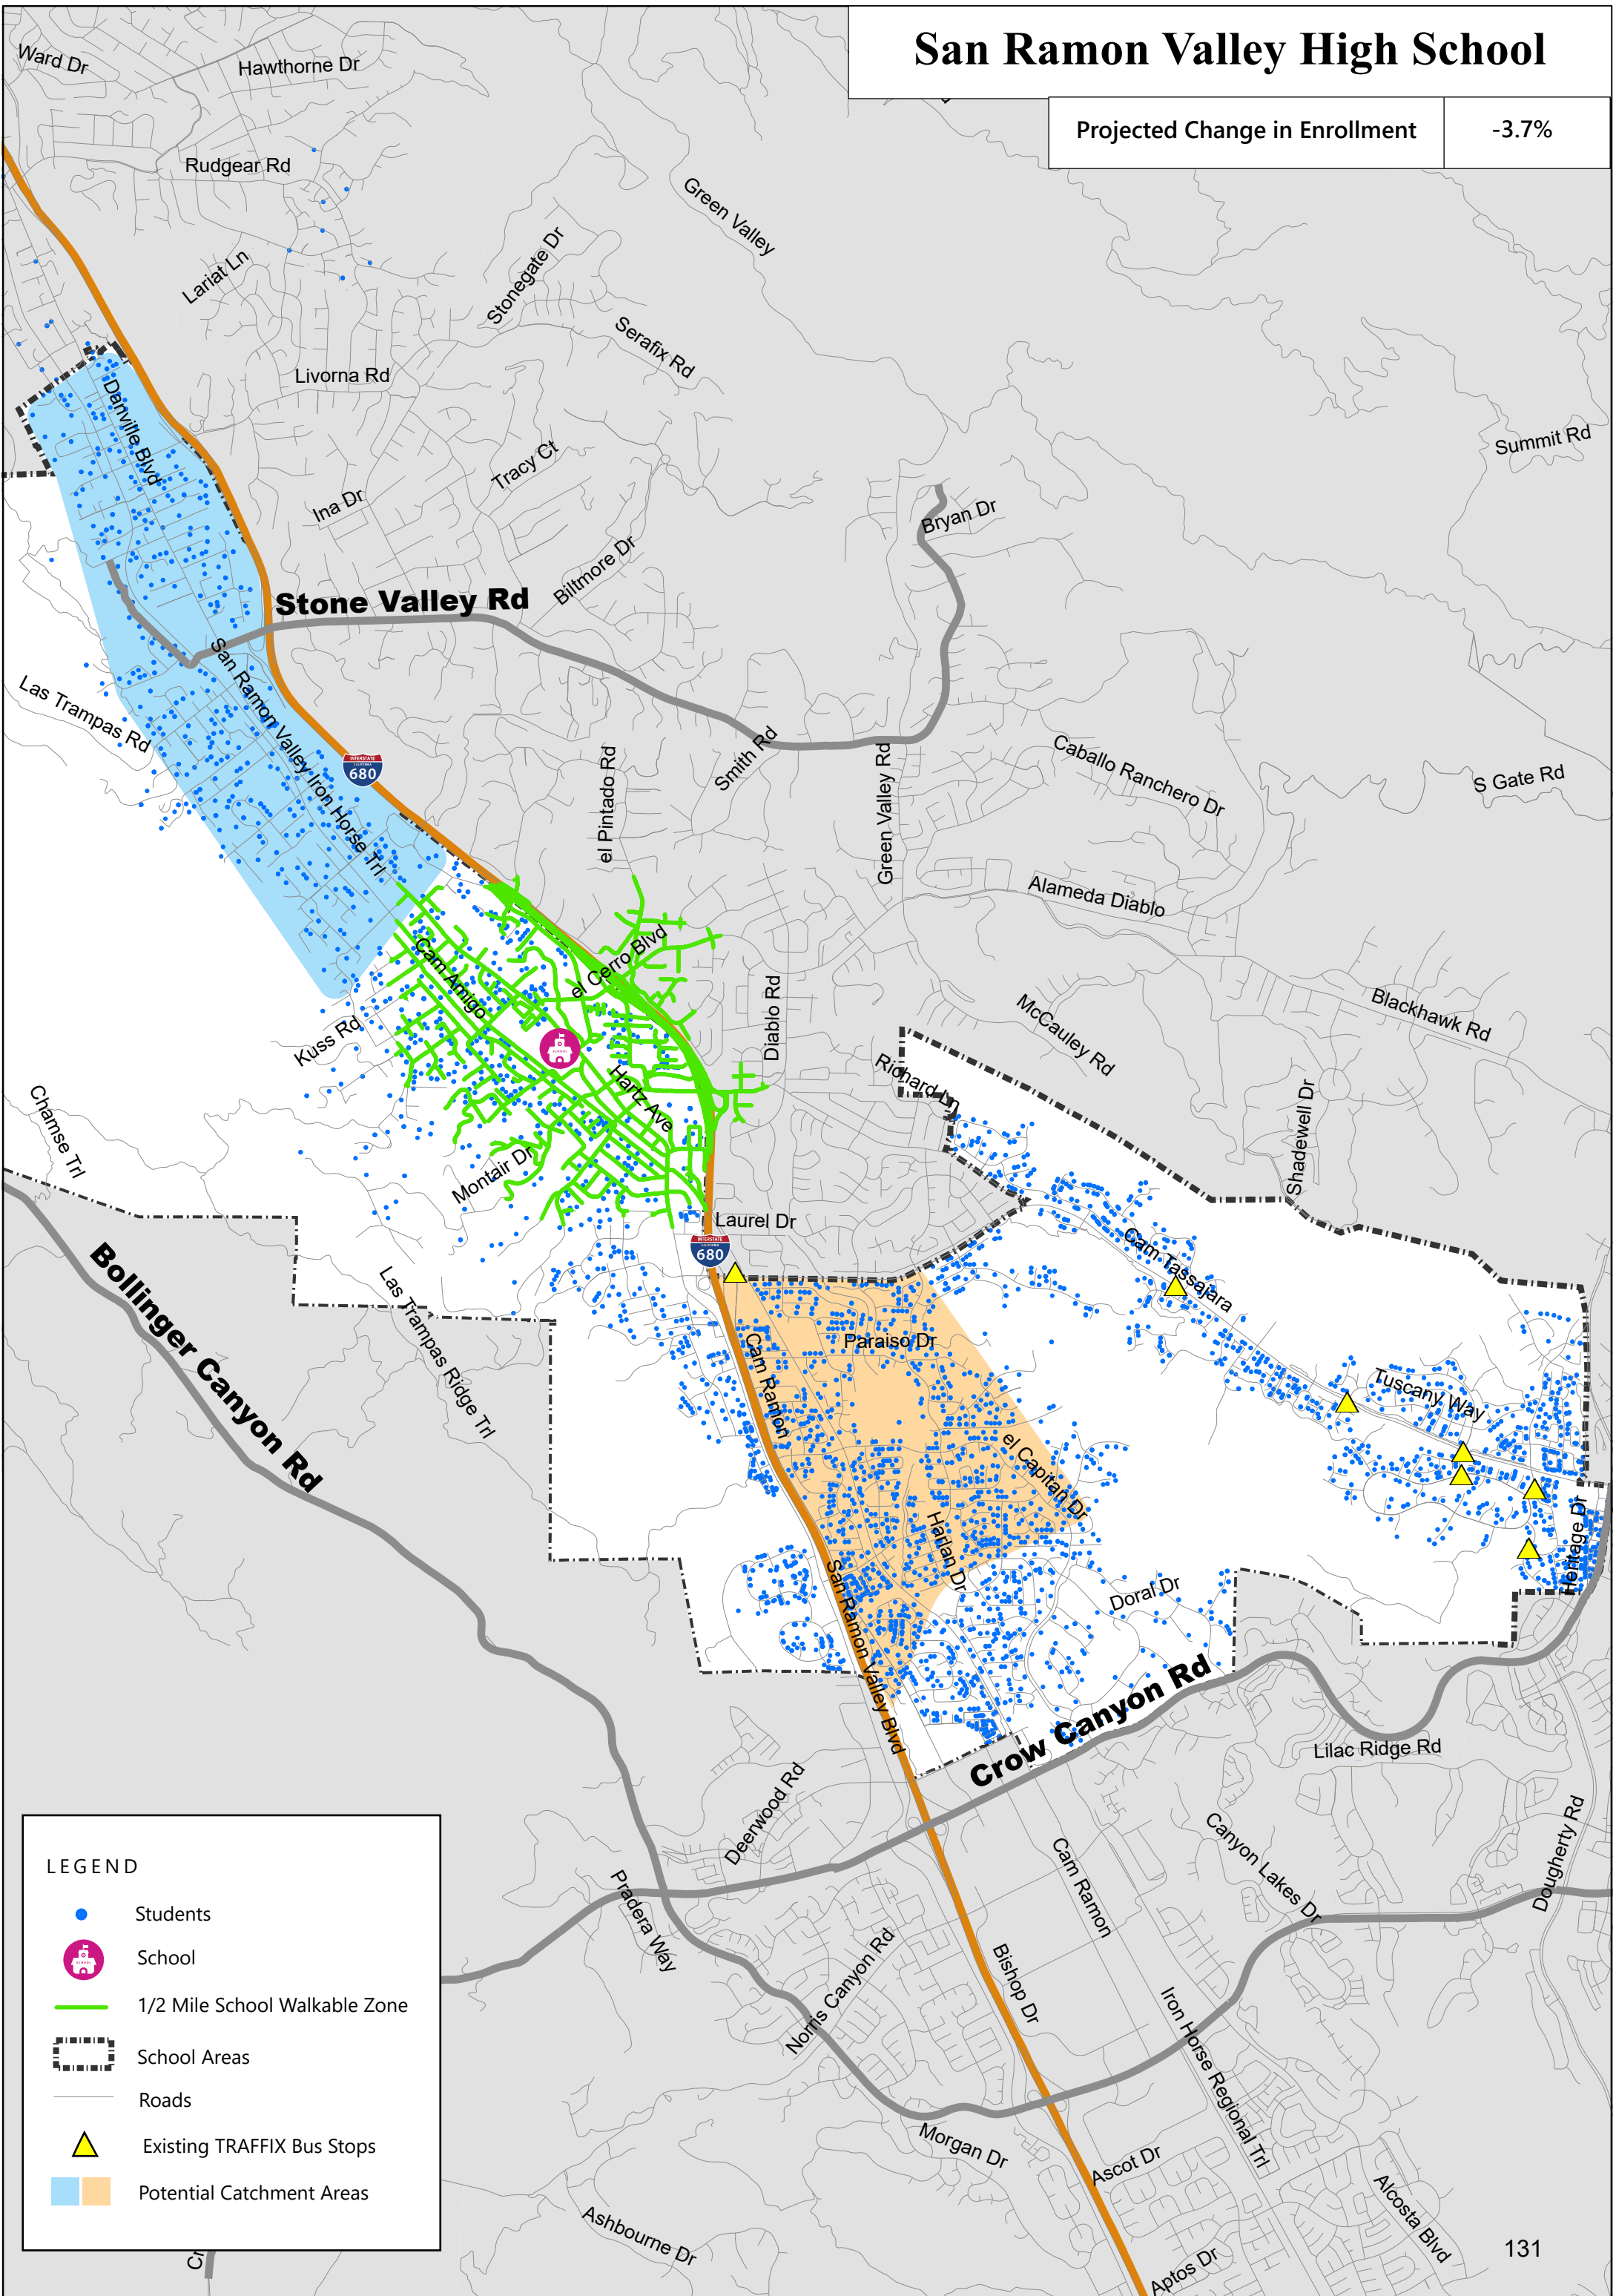 San Ramon Valley High School
Projected Change in Enrollment
-3.7%
Ward Dr
Hawthorne Dr
Rudgear Rd
Green Valley
Lariat Ln
Stonegate Dr
Serafix Rd
Livorna Rd
Danville Blvd
Summit Rd
Tracy Ct
Ina Dr
Bryan Dr
Biltmore Dr
Stone Valley Rd
San Ramon Valley Iron Horse Trl
Las Trampas Rd
INTERSTATE
CALIFORNIA
680
el Pintado Rd
Smith Rd
Green Valley Rd
Caballo Ranchero Dr
S Gate Rd
Alameda Diablo
Cam Amigo
el Cerro Blvd
Diablo Rd
McCauley Rd
Blackhawk Rd
Kuss Rd
SCHOOL
Hartz Ave
Richard Ln
Chamse Trl
Montair Dr
Shadewell Dr
Laurel Dr
INTERSTATE
CALIFORNIA
680
Cam Tassajara
Bollinger Canyon Rd
Las Trampas Ridge Trl
Cam Ramon
Paraiso Dr
Tuscany Way
el Capitan Dr
Harlan Dr
Heritage Dr
San Ramon Valley Blvd
Doral Dr
Crow Canyon Rd
Lilac Ridge Rd
Deerwood Rd
Pradera Way
Cam Ramon
Canyon Lakes Dr
Dougherty Rd
Norris Canyon Rd
Bishop Dr
Iron Horse Regional Trl
Morgan Dr
Ascot Dr
Alcosta Blvd
Ashbourne Dr
Aptos Dr
LEGEND
Students
SCHOOL
School
1/2 Mile School Walkable Zone
School Areas
Roads
Existing TRAFFIX Bus Stops
Potential Catchment Areas
131